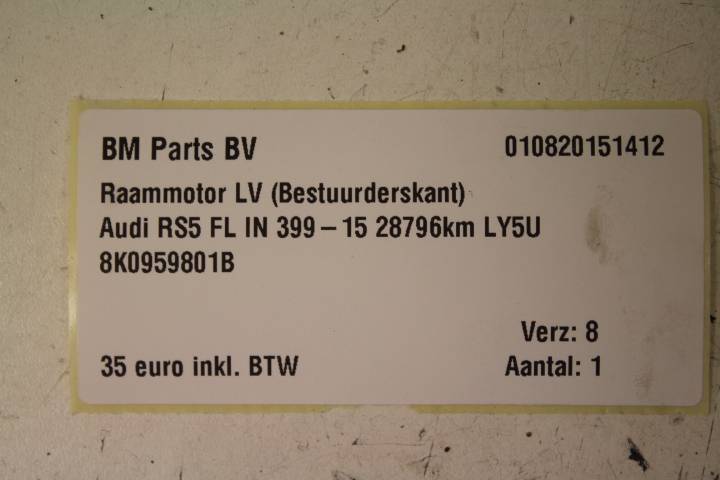 BM Parts BV 010820151412
Raammotor LV (Bestuurderskant)
Audi RS5 FL IN 399 – 15 28796km LY5U
8K0959801B
Verz: 8
35 euro inkl. BTW Aantal: 1